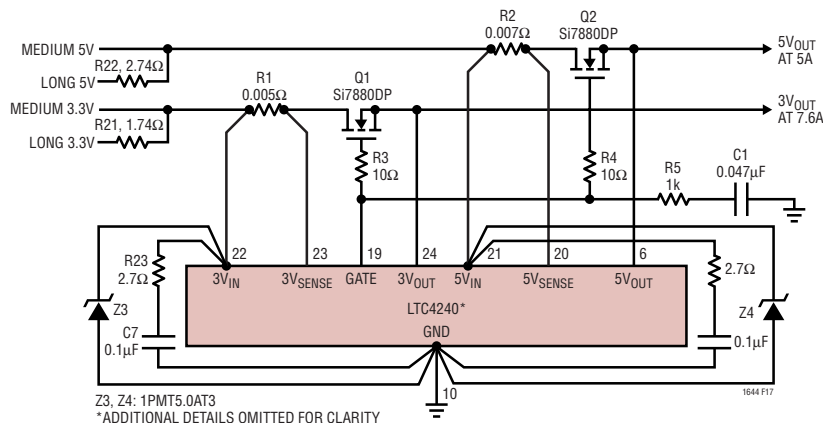 R2
0.007Ω
Q2
Si7880DP
MEDIUM 5V
5VOUT
AT 5A
R22, 2.74Ω
LONG 5V
R1
0.005Ω
Q1
Si7880DP
MEDIUM 3.3V
3VOUT
AT 7.6A
R21, 1.74Ω
LONG 3.3V
R3
10Ω
R4
10Ω
R5
1k
C1
0.047µF
22
23
19
24
21
20
6
R23
2.7Ω
3VIN
3VSENSE
GATE
3VOUT
5VIN
5VSENSE
5VOUT
2.7Ω
Z3
LTC4240*
Z4
GND
C7
0.1µF
0.1µF
10
Z3, Z4: 1PMT5.0AT3
*ADDITIONAL DETAILS OMITTED FOR CLARITY
1644 F17